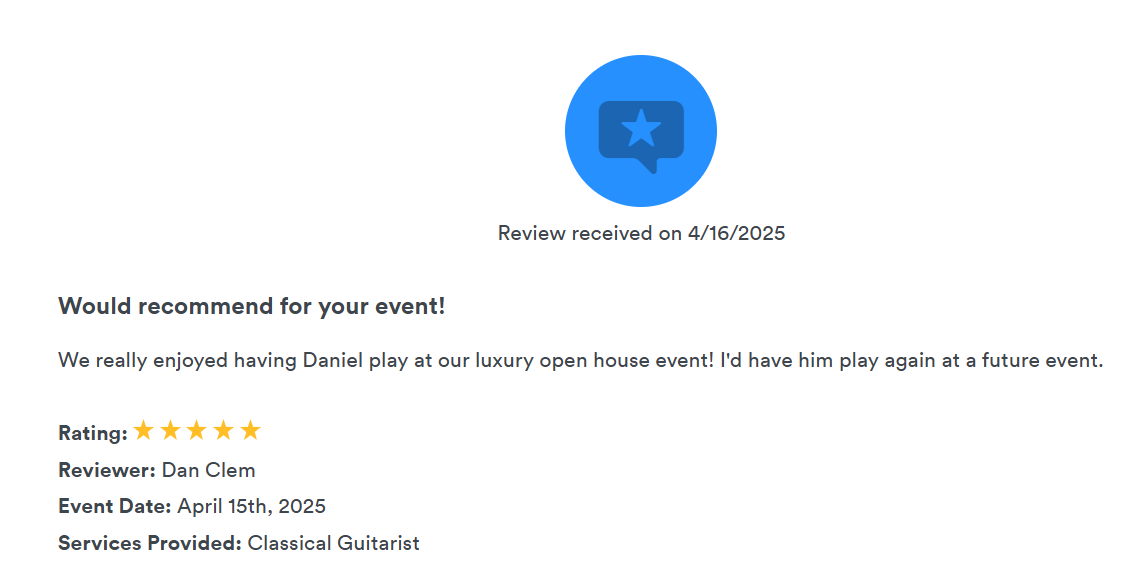 Review received on 4/16/2025
Would recommend for your event!
We really enjoyed having Daniel play at our luxury open house event! I'd have him play again at a future event.
Rating: ★★★★★
Reviewer: Dan Clem
Event Date: April 15th, 2025
Services Provided: Classical Guitarist